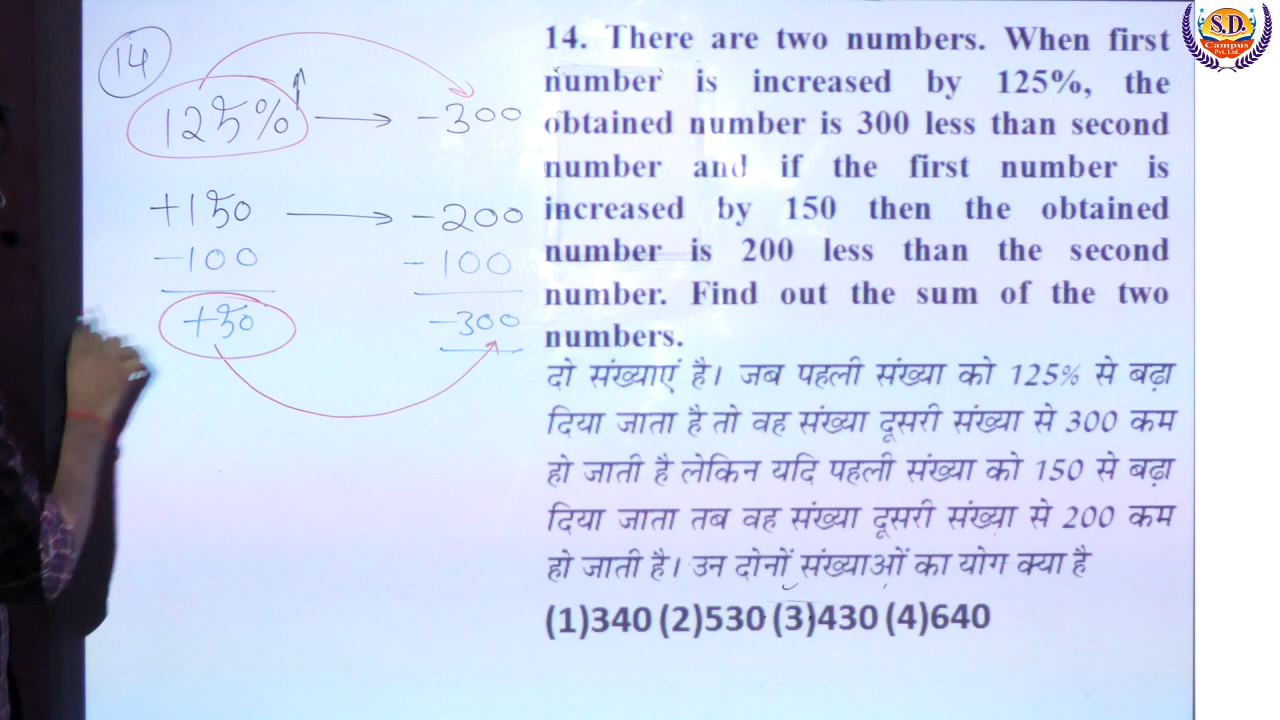 14
125% ↑ → -300
+150 → -200
-100 -100
+50 -300
14. There are two numbers. When first
number is increased by 125%, the
obtained number is 300 less than second
number and if the first number is
increased by 150 then the obtained
number is 200 less than the second
number. Find out the sum of the two
numbers.
दो संख्याएं है। जब पहली संख्या को 125% से बढ़ा
दिया जाता है तो वह संख्या दूसरी संख्या से 300 कम
हो जाती है लेकिन यदि पहली संख्या को 150 से बढ़ा
दिया जाता तब वह संख्या दूसरी संख्या से 200 कम
हो जाती है। उन दोनों संख्याओं का योग क्या है
(1)340 (2)530 (3)430 (4)640
S.D.
Campus
Pvt. Ltd.